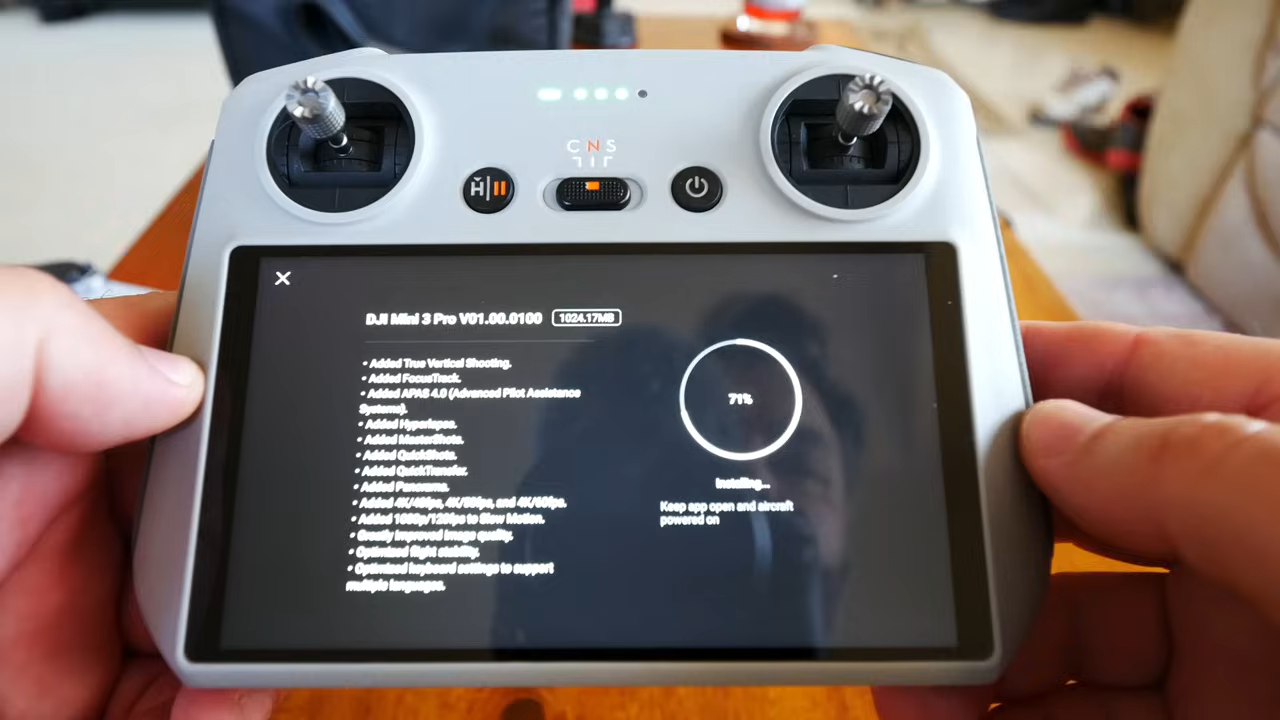 C N S
H
DJI Mini 3 Pro V01.00.0100 1024.17MB
• Added True Vertical Shooting.
• Added FocusTrack.
• Added APAS 4.0 (Advanced Pilot Assistance
Systems).
• Added Hyperlapse.
• Added MasterShots.
• Added QuickShots.
• Added QuickTransfer.
• Added Panorama.
• Added 4K/48fps, 4K/50fps, and 4K/60fps.
• Added 1080p/120fps to Slow Motion.
• Greatly improved image quality.
• Optimized flight stability.
• Optimized keyboard settings to support
multiple languages.
71%
Installing...
Keep app open and aircraft
powered on